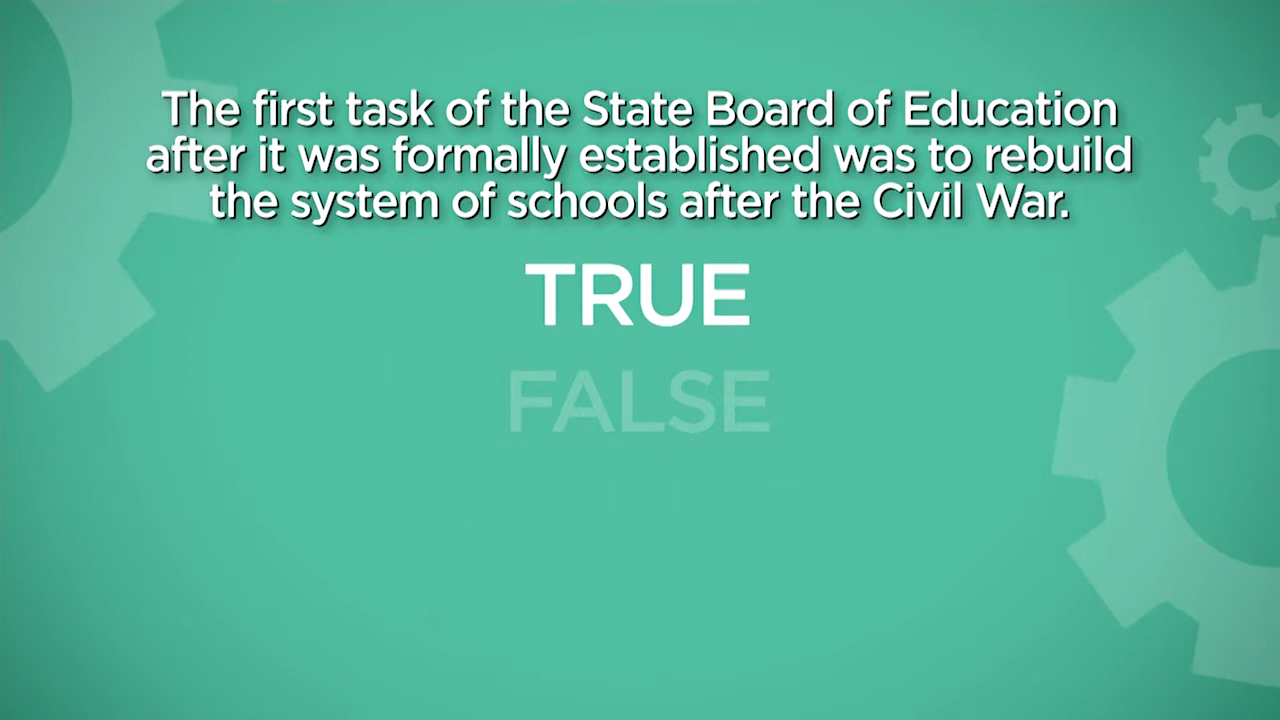 The first task of the State Board of Education
after it was formally established was to rebuild
the system of schools after the Civil War.
TRUE
FALSE